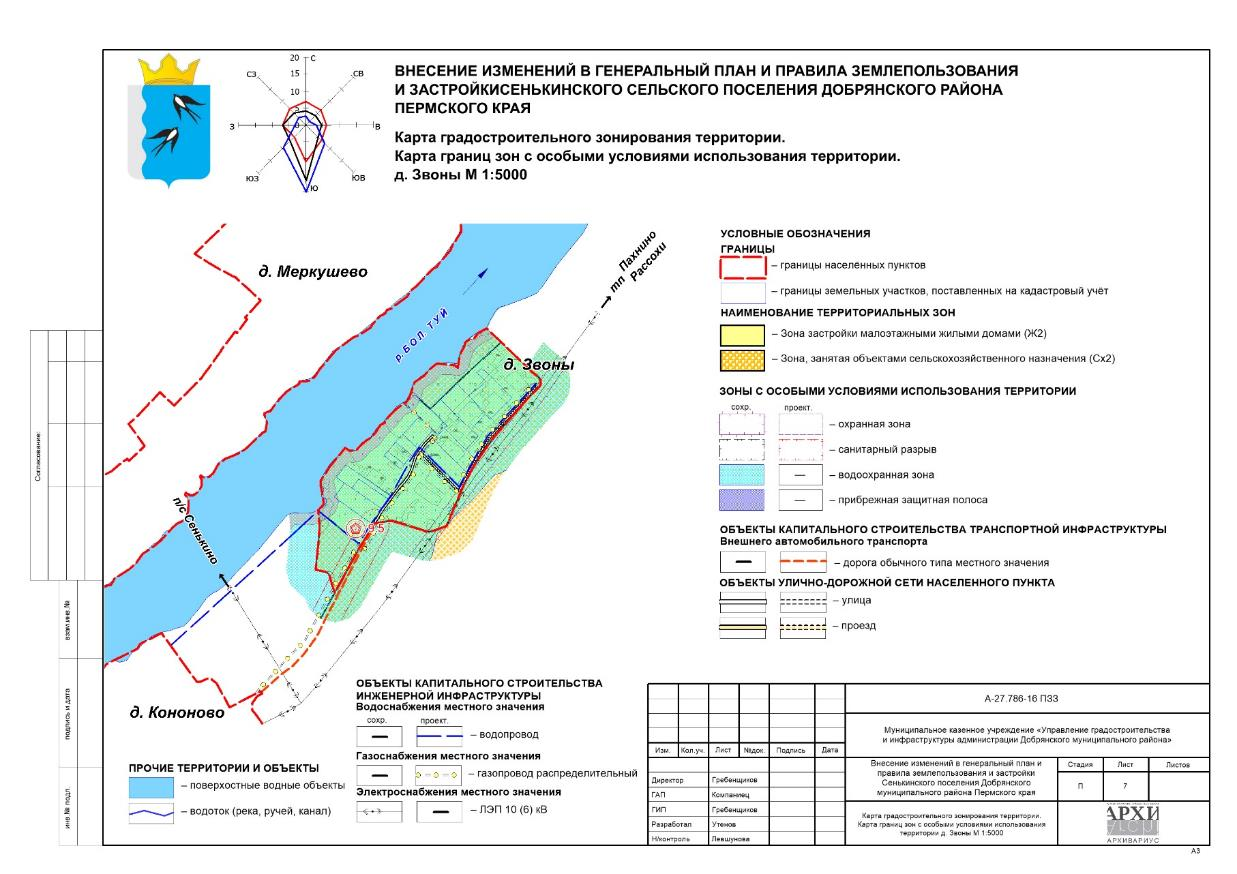 20
С
15
10
5
0
СЗ
СВ
З
В
ЮЗ
ЮВ
Ю
ВНЕСЕНИЕ ИЗМЕНЕНИЙ В ГЕНЕРАЛЬНЫЙ ПЛАН И ПРАВИЛА ЗЕМЛЕПОЛЬЗОВАНИЯ
И ЗАСТРОЙКИСЕНЬКИНСКОГО СЕЛЬСКОГО ПОСЕЛЕНИЯ ДОБРЯНСКОГО РАЙОНА
ПЕРМСКОГО КРАЯ
Карта градостроительного зонирования территории.
Карта границ зон с особыми условиями использования территории.
д. Звоны М 1:5000
д. Меркушево
р.БОЛ. ТУЙ
тп Пахнино
Рассохи
д. Звоны
п/с Сенькино
9.5
д. Кононово
УСЛОВНЫЕ ОБОЗНАЧЕНИЯ
ГРАНИЦЫ
– границы населённых пунктов
– границы земельных участков, поставленных на кадастровый учёт
НАИМЕНОВАНИЕ ТЕРРИТОРИАЛЬНЫХ ЗОН
– Зона застройки малоэтажными жилыми домами (Ж2)
– Зона, занятая объектами сельскохозяйственного назначения (Сх2)
ЗОНЫ С ОСОБЫМИ УСЛОВИЯМИ ИСПОЛЬЗОВАНИЯ ТЕРРИТОРИИ
сохр. проект.
– охранная зона
– санитарный разрыв
– водоохранная зона
– прибрежная защитная полоса
ОБЪЕКТЫ КАПИТАЛЬНОГО СТРОИТЕЛЬСТВА ТРАНСПОРТНОЙ ИНФРАСТРУКТУРЫ
Внешнего автомобильного транспорта
– дорога обычного типа местного значения
ОБЪЕКТЫ УЛИЧНО-ДОРОЖНОЙ СЕТИ НАСЕЛЕННОГО ПУНКТА
– улица
– проезд
ОБЪЕКТЫ КАПИТАЛЬНОГО СТРОИТЕЛЬСТВА
ИНЖЕНЕРНОЙ ИНФРАСТРУКТУРЫ
Водоснабжения местного значения
сохр. проект.
– водопровод
Газоснабжения местного значения
– газопровод распределительный
Электроснабжения местного значения
– ЛЭП 10 (6) кВ
ПРОЧИЕ ТЕРРИТОРИИ И ОБЪЕКТЫ
– поверхостные водные объекты
– водоток (река, ручей, канал)
Согласование:
взам.инв.№
подпись и дата
инв.№ подл.
А-27.786-16 ПЗЗ
Муниципальное казенное учреждение «Управление градостроительства
и инфраструктуры администрации Добрянского муниципального района»
Изм. Кол.уч. Лист №док. Подпись Дата
Директор Гребенщиков
ГАП Компаниец
ГИП Гребенщиков
Разработал Утенов
Н/контроль Левшунова
Внесение изменений в генеральный план и
правила землепользования и застройки
Сенькинского поселения Добрянского
муниципального района Пермского края
Стадия Лист Листов
П 7
Карта градостроительного зонирования территории.
Карта границ зон с особыми условиями использования
территории д. Звоны М 1:5000
АРХИ
АРХИВАРИУС
А3